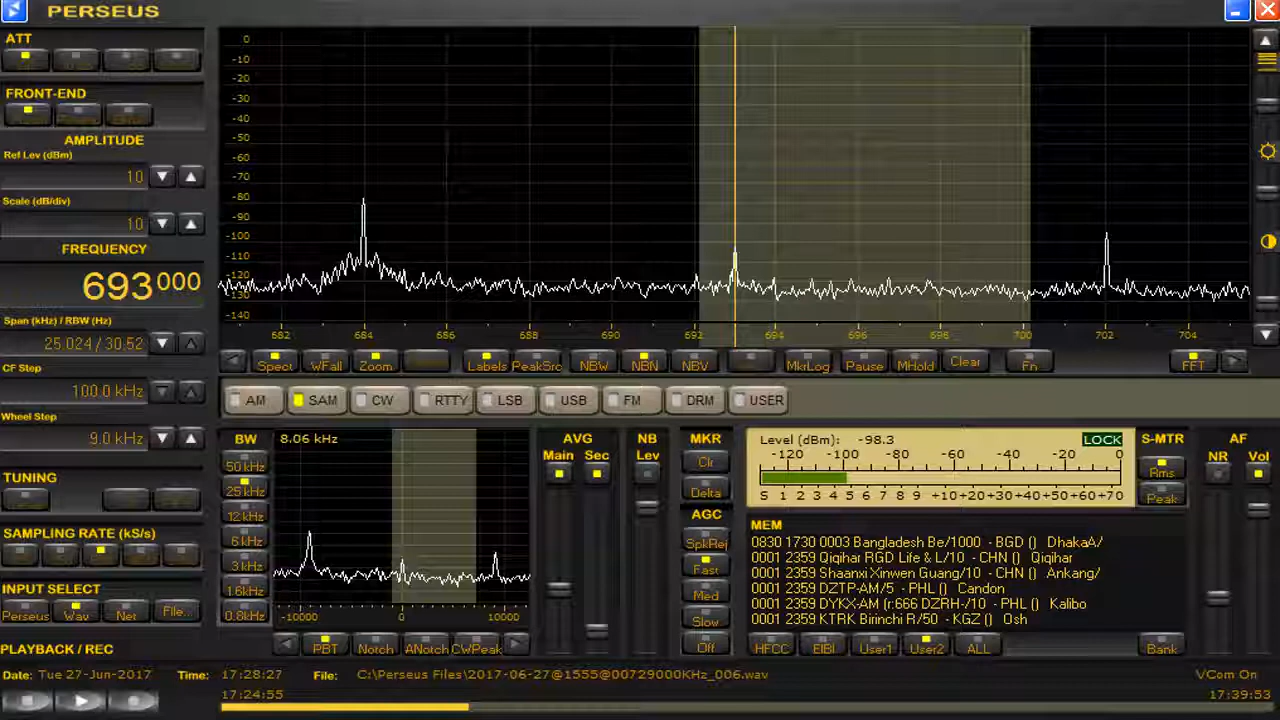 PERSEUS
ATT
FRONT-END
AMPLITUDE
Ref Lev (dBm)
10
Scale (dB/div)
10
FREQUENCY
693000
Span (kHz) / RBW (Hz)
25.024 / 30.52
CF Step
100.0 kHz
Wheel Step
9.0 kHz
TUNING
SAMPLING RATE (kS/s)
INPUT SELECT
Perseus Wav Net File...
PLAYBACK / REC
0
-10
-20
-30
-40
-50
-60
-70
-80
-90
-100
-110
-120
-130
-140
682 684 686 688 690 692 694 696 698 700 702 704
Spect WFall Zoom Labels PeakSrc NBW NBN NBV MkrLog Pause MHold Clear Fn FFT
AM SAM CW RTTY LSB USB FM DRM USER
BW
50 kHz
25 kHz
12 kHz
6 kHz
3 kHz
1.6kHz
0.8kHz
8.06 kHz
-10000 0 10000
PBT Notch ANotch CWPeak
AVG
Main Sec
NB
Lev
MKR
Clr
Delta
AGC
SpkRej
Fast
Med
Slow
Off
Level (dBm): -98.3 LOCK
-120 -100 -80 -60 -40 -20 0
S 1 2 3 4 5 6 7 8 9 +10+20+30+40+50+60+70
S-MTR
Rms
Peak
AF
NR Vol
MEM
0830 1730 0003 Bangladesh Be/1000 - BGD () DhakaA/
0001 2359 Qiqihar RGD Life & L/10 - CHN () Qiqihar
0001 2359 Shaanxi Xinwen Guang/10 - CHN () Ankang/
0001 2359 DZTP-AM/5 - PHL () Candon
0001 2359 DYKX-AM (r:666 DZRH-/10 - PHL () Kalibo
0001 2359 KTRK Birinchi R/50 - KGZ () Osh
HFCC EIBI User1 User2 ALL Bank
Date: Tue 27-Jun-2017 Time: 17:28:27 File: C:\Perseus Files\2017-06-27@1555@00729000KHz_006.wav VCom On
17:24:55 17:39:53